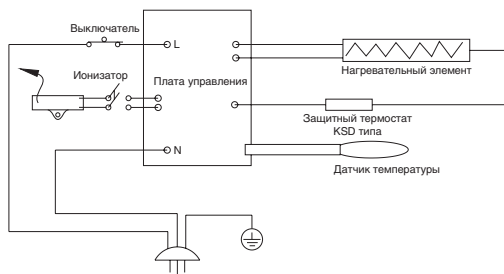 Выключатель
L
Ионизатор
Плата управления
Нагревательный элемент
Защитный термостат
KSD типа
N
Датчик температуры